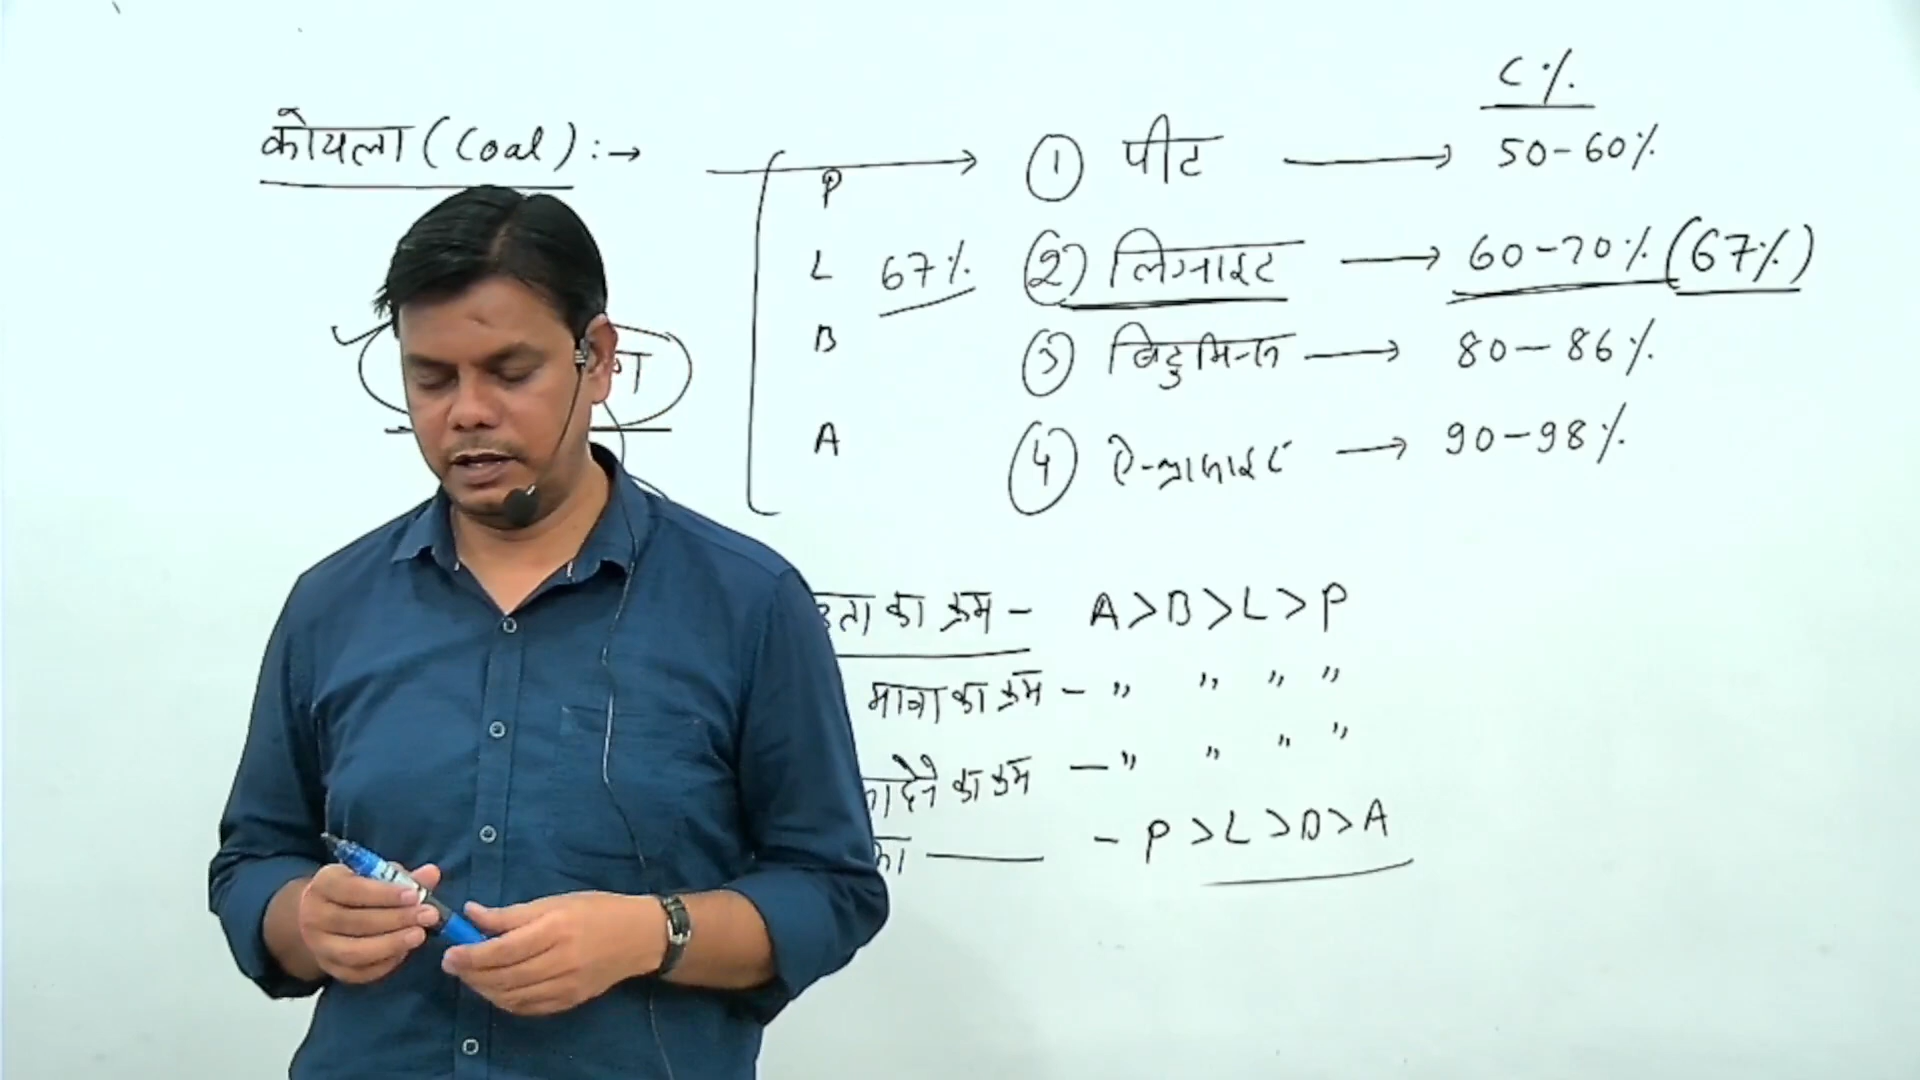 C%
कोयला (Coal) :→ → ① पीट → 50-60%
P
L 67% ② लिग्नाइट → 60-70% (67%)
B ③ बिटुमिनस → 80-86%
A ④ ऐन्थ्रासाइट → 90-98%
का क्रम - A>B>L>P
मात्रा का क्रम - " " " "
देने का क्रम - " " " "
का — - P>L>B>A